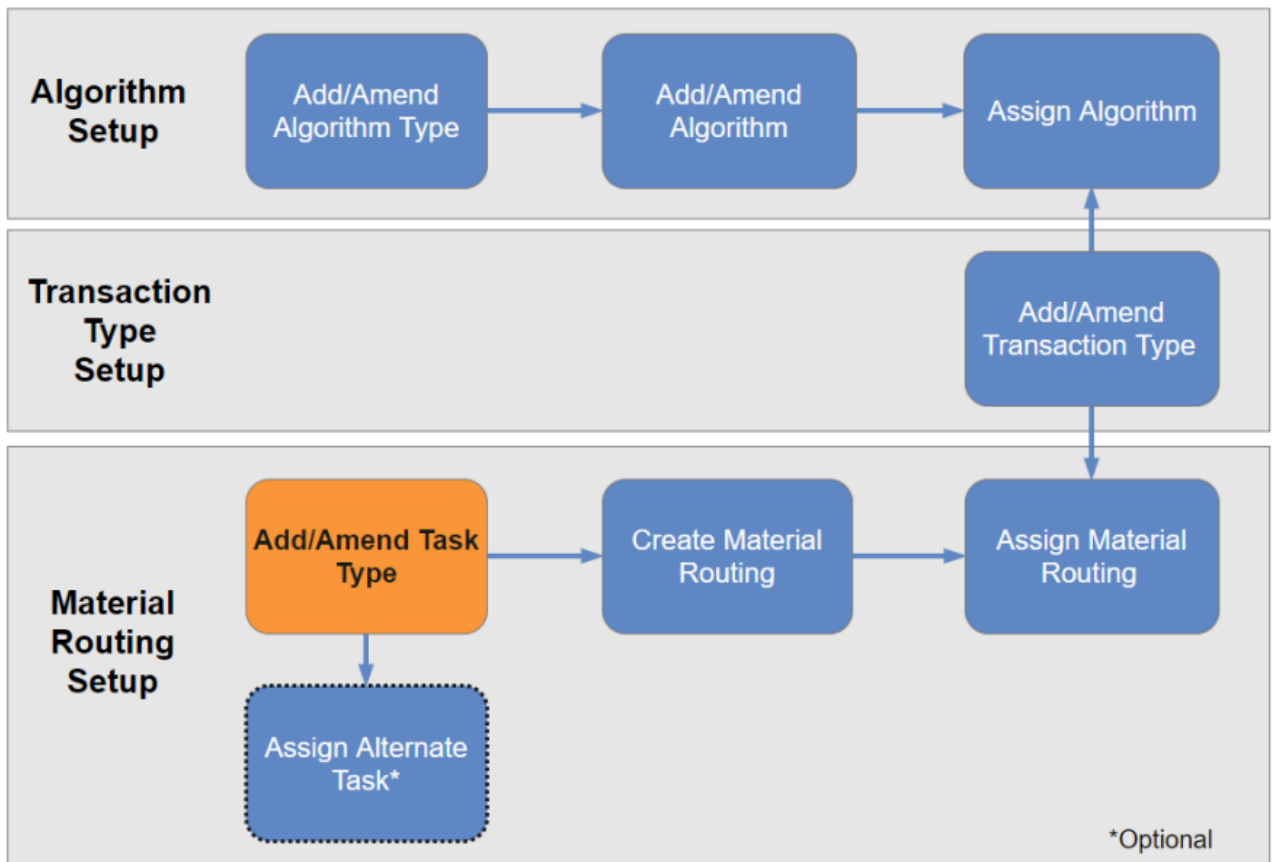 Algorithm
Setup
Add/Amend
Algorithm Type
Add/Amend
Algorithm
Assign Algorithm
Transaction
Type
Setup
Add/Amend
Transaction Type
Material
Routing
Setup
Add/Amend Task
Type
Create Material
Routing
Assign Material
Routing
Assign Alternate
Task*
*Optional